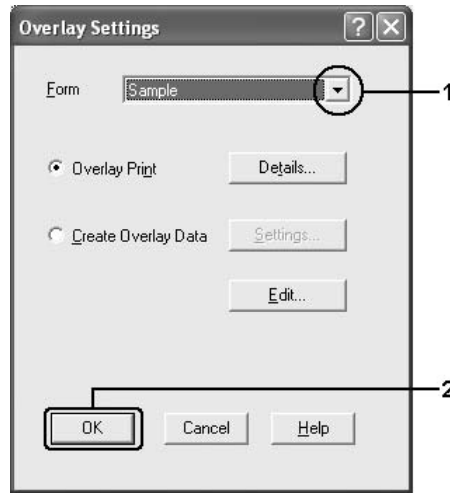 Overlay Settings
Form Sample 1
Overlay Print Details...
Create Overlay Data Settings...
Edit...
2
OK Cancel Help